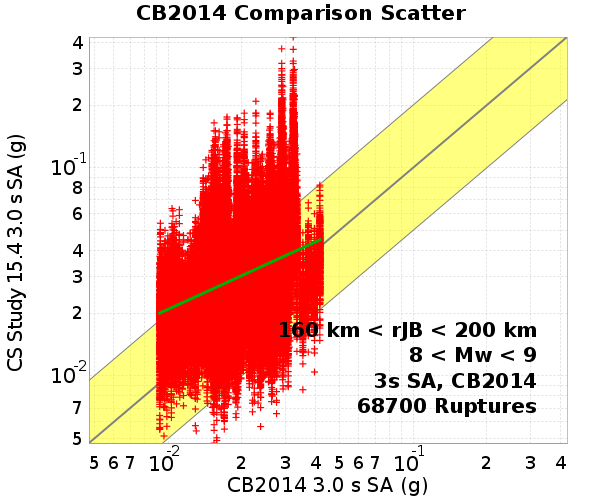 CB2014 Comparison Scatter
CS Study 15.4 3.0 s SA (g)
4
3
2
10^-1
8
6
4
3
2
10^-2
7
5
160 km < rJB < 200 km
8 < Mw < 9
3s SA, CB2014
68700 Ruptures
5 6 7 10^-2 2 3 4 5 6 7 10^-1 2 3 4
CB2014 3.0 s SA (g)